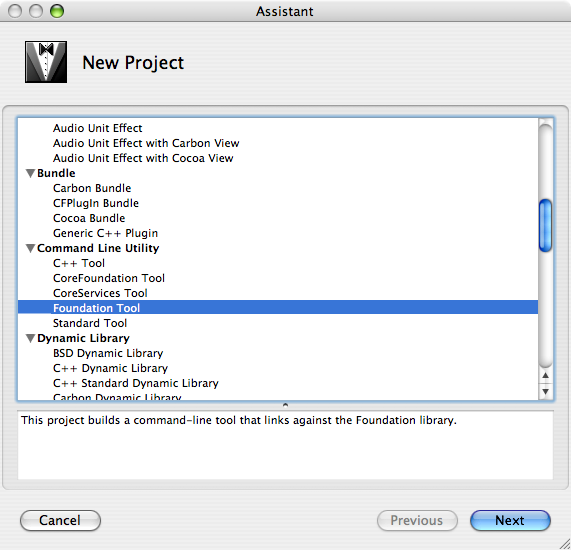 Assistant
New Project
Audio Unit Effect
Audio Unit Effect with Carbon View
Audio Unit Effect with Cocoa View
Bundle
Carbon Bundle
CFPlugIn Bundle
Cocoa Bundle
Generic C++ Plugin
Command Line Utility
C++ Tool
CoreFoundation Tool
CoreServices Tool
Foundation Tool
Standard Tool
Dynamic Library
BSD Dynamic Library
C++ Dynamic Library
C++ Standard Dynamic Library
Carbon Dynamic Library
This project builds a command-line tool that links against the Foundation library.
Cancel
Previous
Next